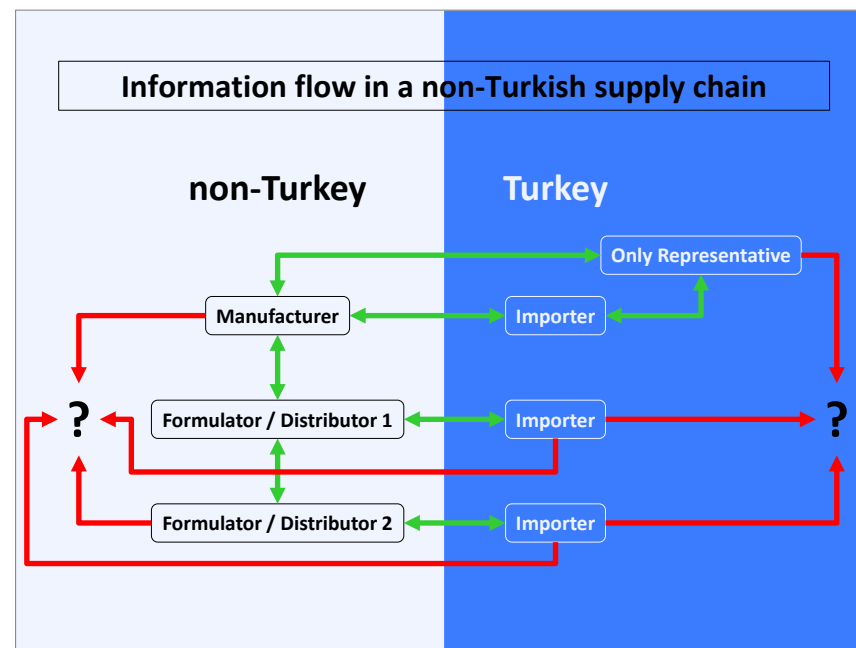 Information flow in a non-Turkish supply chain
non-Turkey
Turkey
Only Representative
Manufacturer
Importer
?
Formulator / Distributor 1
Importer
?
Formulator / Distributor 2
Importer